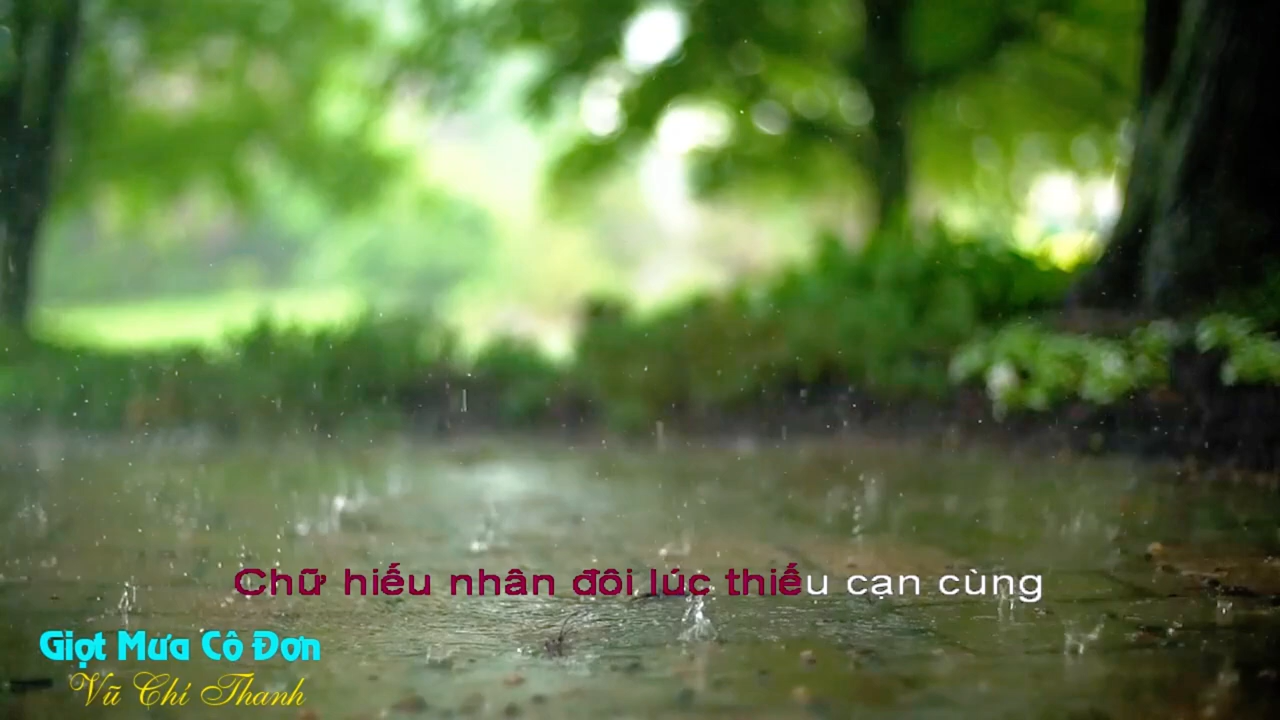 Chữ hiếu nhân đôi lúc thiếu cạn cùng
Giọt Mưa Cô Đơn
Vũ Chí Thanh